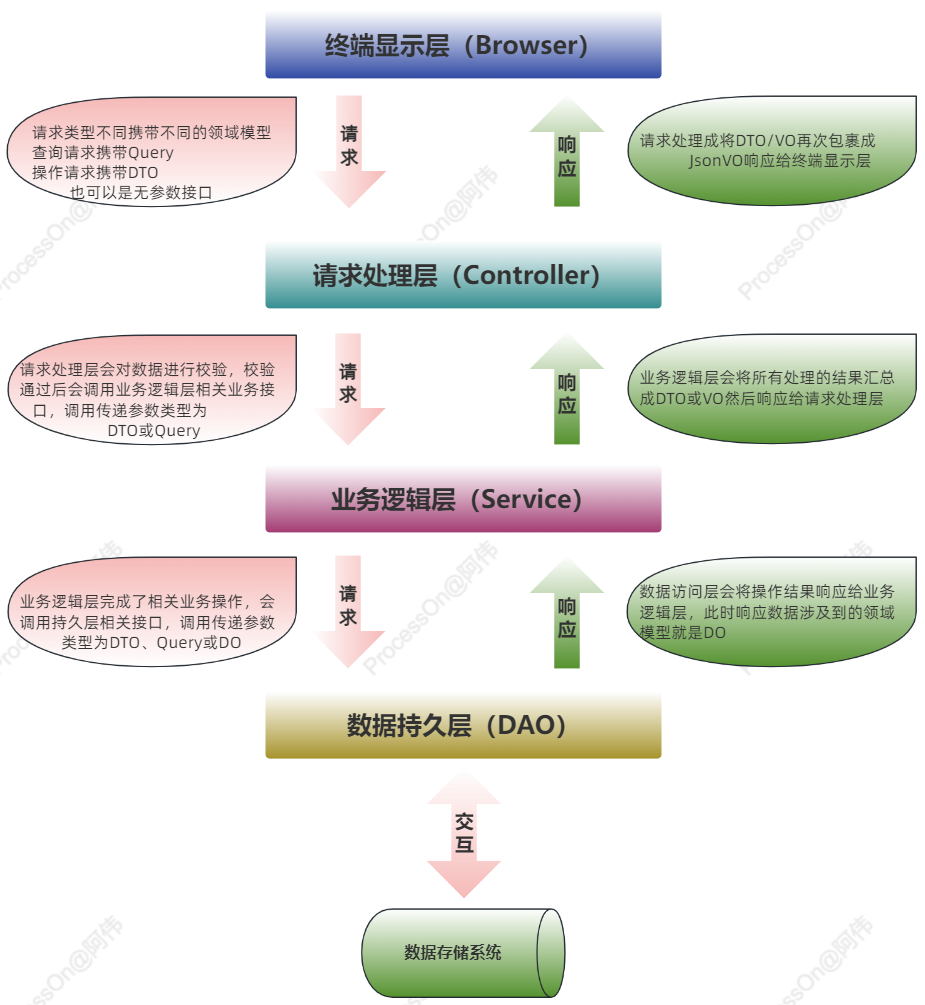 终端显示层（Browser）
请求类型不同携带不同的领域模型
查询请求携带Query
操作请求携带DTO
也可以是无参数接口
请
求
响
应
请求处理成将DTO/VO再次包裹成
JsonVO响应给终端显示层
请求处理层（Controller）
请求处理层会对数据进行校验，校验
通过后会调用业务逻辑层相关业务接
口，调用传递参数类型为
DTO或Query
请
求
响
应
业务逻辑层会将所有处理的结果汇总
成DTO或VO然后响应给请求处理层
业务逻辑层（Service）
业务逻辑层完成了相关业务操作，会
调用持久层相关接口，调用传递参数
类型为DTO、Query或DO
请
求
响
应
数据访问层会将操作结果响应给业务
逻辑层，此时响应数据涉及到的领域
模型就是DO
数据持久层（DAO）
交
互
数据存储系统
ProcessOn@阿伟